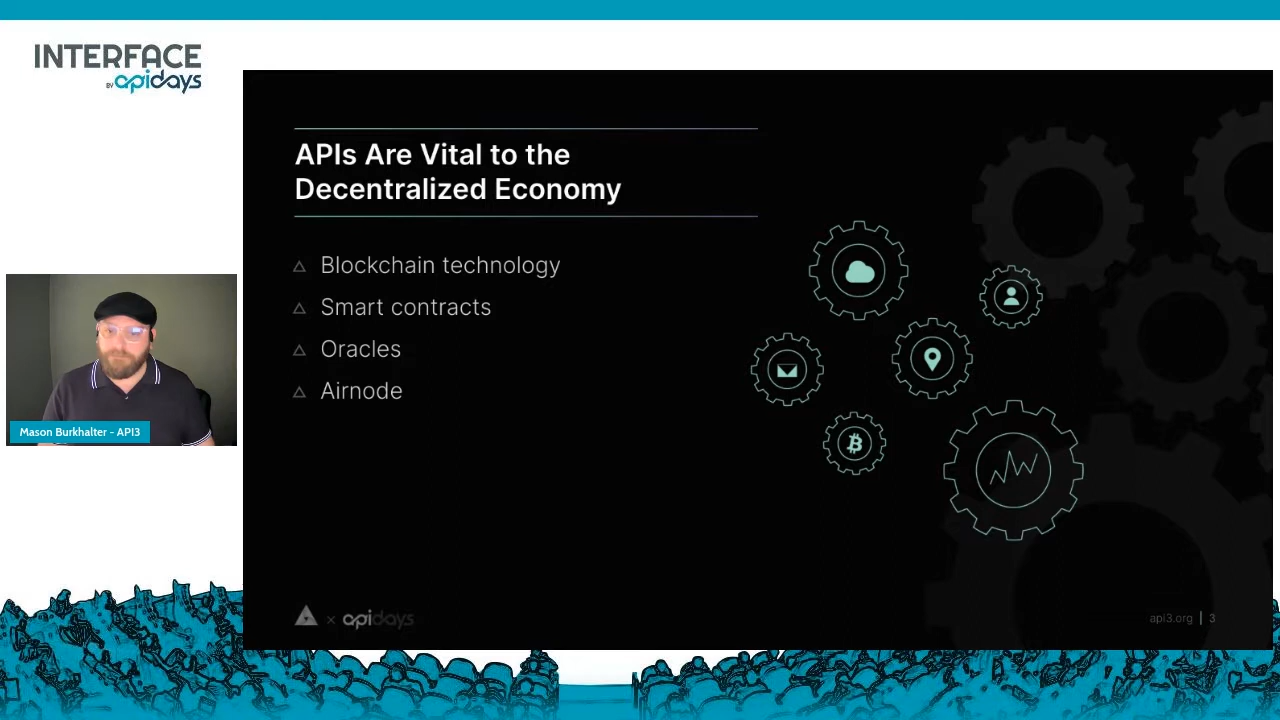 INTERFACE
BY apidays
APIs Are Vital to the
Decentralized Economy
Blockchain technology
Smart contracts
Oracles
Airnode
Mason Burkhalter - API3
× apidays
api3.org | 3